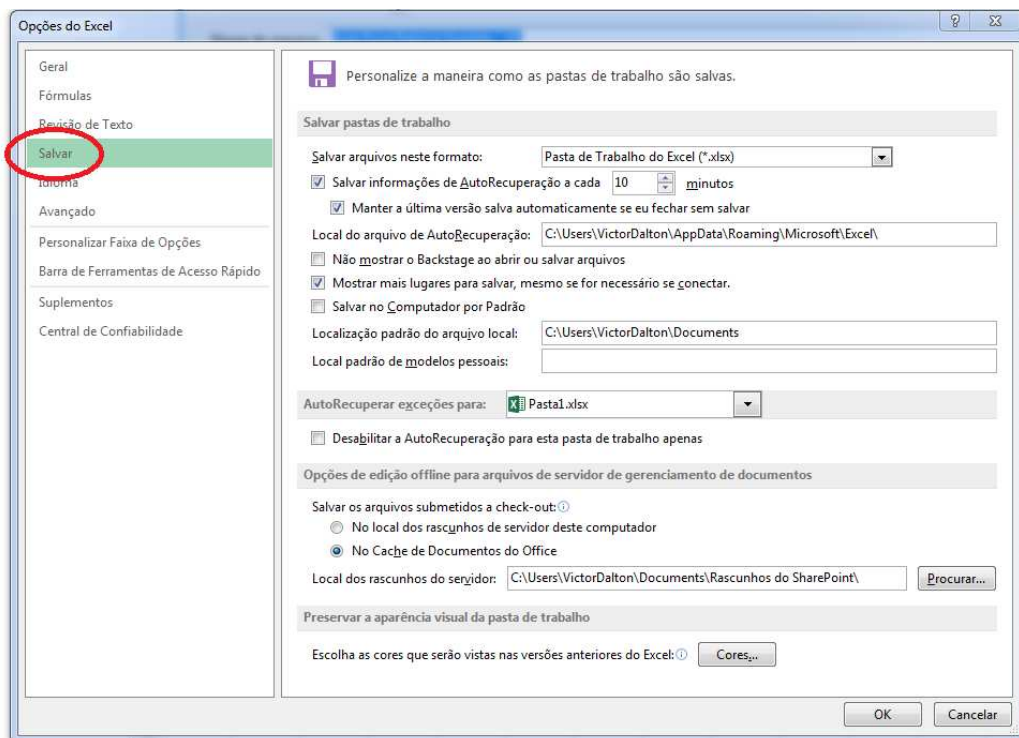 Opções do Excel
Geral
Fórmulas
Revisão de Texto
Salvar
Idioma
Avançado
Personalizar Faixa de Opções
Barra de Ferramentas de Acesso Rápido
Suplementos
Central de Confiabilidade
Personalize a maneira como as pastas de trabalho são salvas.
Salvar pastas de trabalho
Salvar arquivos neste formato: Pasta de Trabalho do Excel (*.xlsx)
Salvar informações de AutoRecuperação a cada 10 minutos
Manter a última versão salva automaticamente se eu fechar sem salvar
Local do arquivo de AutoRecuperação: C:\Users\VictorDalton\AppData\Roaming\Microsoft\Excel\
Não mostrar o Backstage ao abrir ou salvar arquivos
Mostrar mais lugares para salvar, mesmo se for necessário se conectar.
Salvar no Computador por Padrão
Localização padrão do arquivo local: C:\Users\VictorDalton\Documents
Local padrão de modelos pessoais:
AutoRecuperar exceções para: Pasta1.xlsx
Desabilitar a AutoRecuperação para esta pasta de trabalho apenas
Opções de edição offline para arquivos de servidor de gerenciamento de documentos
Salvar os arquivos submetidos a check-out:
No local dos rascunhos de servidor deste computador
No Cache de Documentos do Office
Local dos rascunhos do servidor: C:\Users\VictorDalton\Documents\Rascunhos do SharePoint\ Procurar...
Preservar a aparência visual da pasta de trabalho
Escolha as cores que serão vistas nas versões anteriores do Excel: Cores...
OK Cancelar